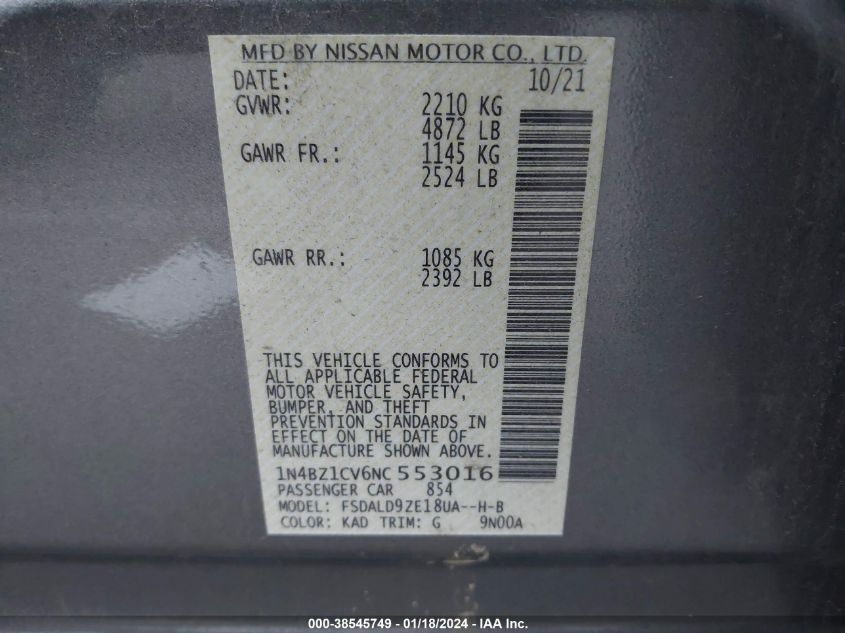 MFD BY NISSAN MOTOR CO., LTD.
DATE: 10/21
GVWR: 2210 KG
4872 LB
GAWR FR.: 1145 KG
2524 LB
GAWR RR.: 1085 KG
2392 LB
THIS VEHICLE CONFORMS TO
ALL APPLICABLE FEDERAL
MOTOR VEHICLE SAFETY,
BUMPER, AND THEFT
PREVENTION STANDARDS IN
EFFECT ON THE DATE OF
MANUFACTURE SHOWN ABOVE.
1N4BZ1CV6NC553016
PASSENGER CAR 854
MODEL: FSDALD9ZE18UA--H-B
COLOR: KAD TRIM: G 9N00A
000-38545749 - 01/18/2024 - IAA Inc.